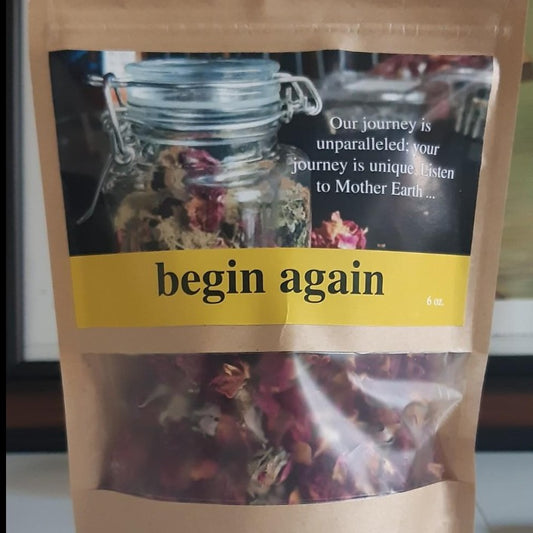 Our journey is
unparalleled; your
journey is unique. Listen
to Mother Earth ...
begin again
6 oz.